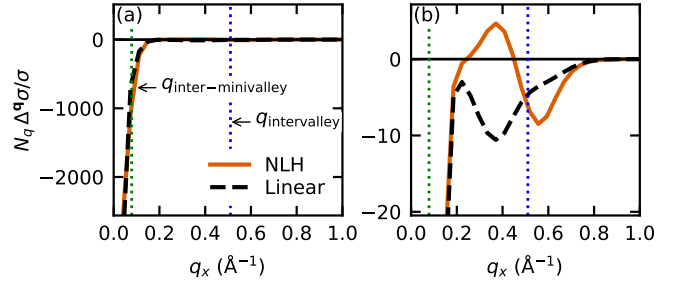 (a)
(b)
N_q Δ^q σ/σ
0
−1000
−2000
q_inter−minivalley
q_intervalley
NLH
Linear
0.0 0.2 0.4 0.6 0.8 1.0
q_x (Å⁻¹)
0
−10
−20
0.0 0.2 0.4 0.6 0.8 1.0
q_x (Å⁻¹)